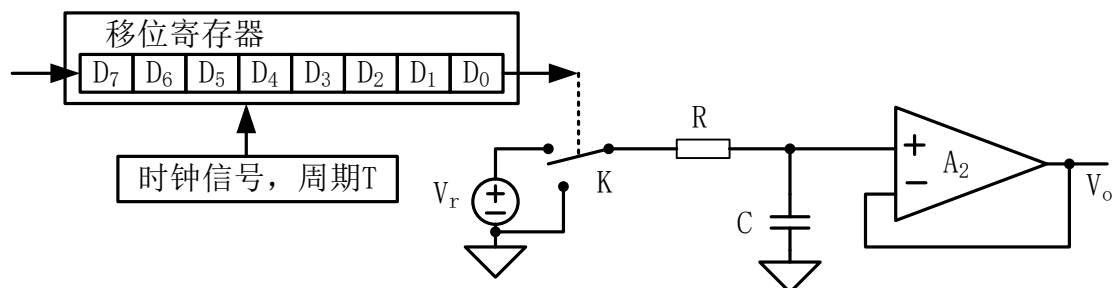 移位寄存器
D₇ D₆ D₅ D₄ D₃ D₂ D₁ D₀
时钟信号，周期T
R
K
Vᵣ
C
+
−
A₂
Vₒ
+
−